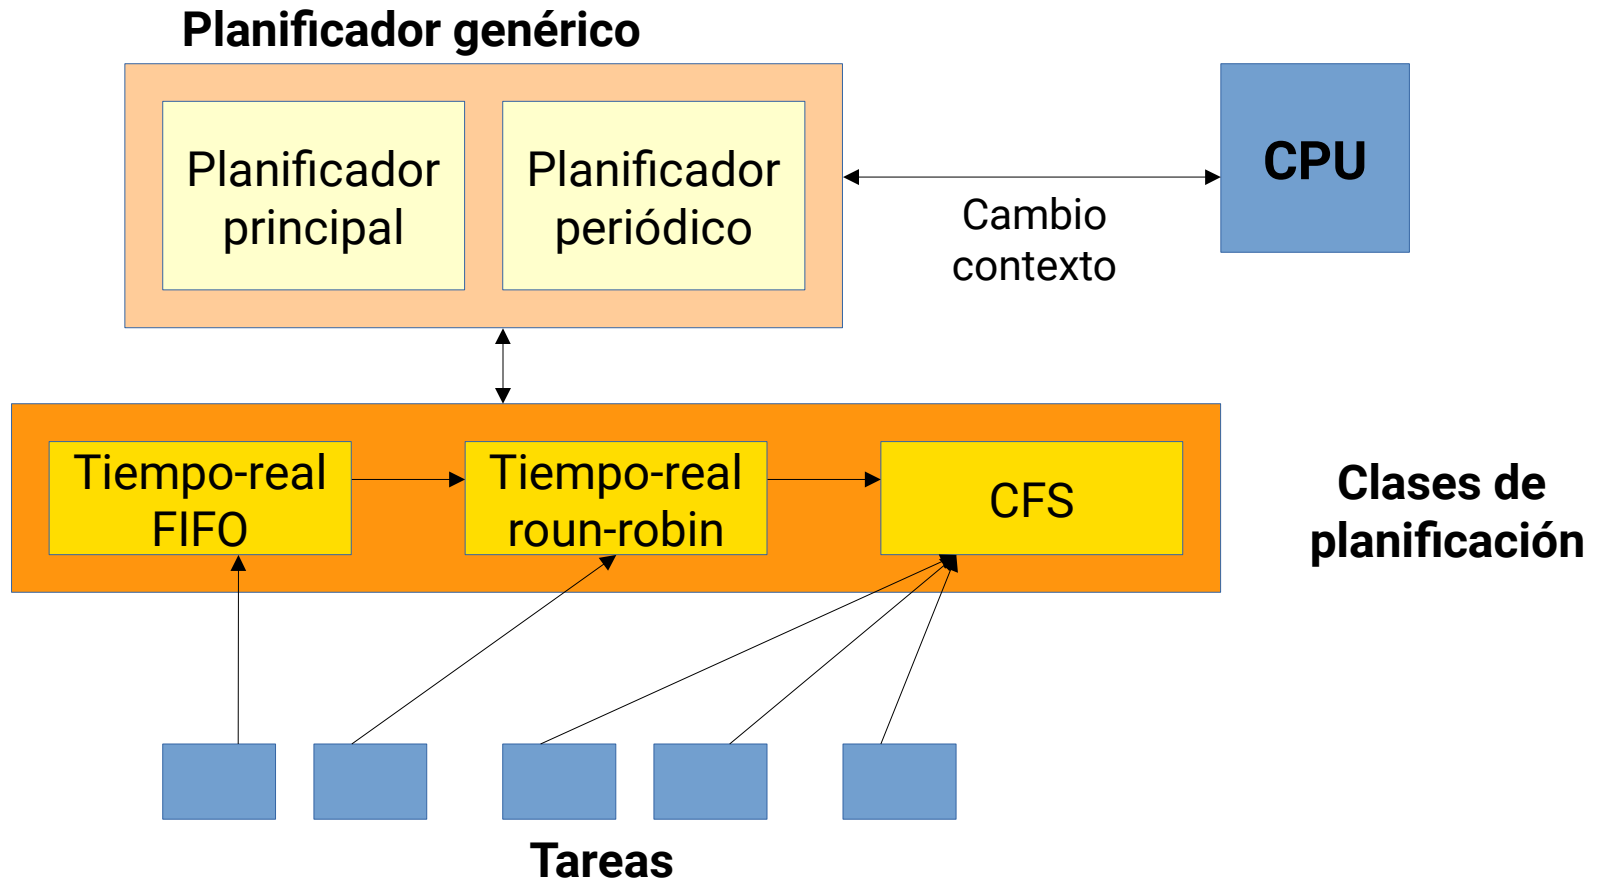 Planificador genérico
Planificador
principal
Planificador
periódico
CPU
Cambio
contexto
Tiempo-real
FIFO
Tiempo-real
roun-robin
CFS
Clases de
planificación
Tareas